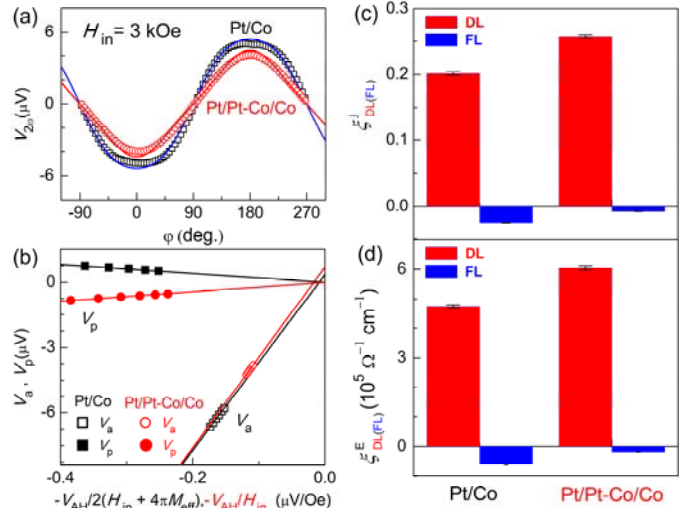 (a)
H_in = 3 kOe
Pt/Co
Pt/Pt-Co/Co
V_2ω (μV)
6
0
-6
-90 0 90 180 270
φ (deg.)
(b)
V_p
V_a
V_a , V_p (μV)
0
-3
-6
Pt/Co Pt/Pt-Co/Co
V_a V_a
V_p V_p
-0.4 -0.2 0.0
-V_AH/2(H_in + 4πM_eff), -V_AH/H_in (μV/Oe)
(c)
DL
FL
ξ^j_DL(FL)
0.3
0.2
0.1
0.0
(d)
DL
FL
ξ^E_DL(FL) (10^5 Ω^-1 cm^-1)
6
3
0
Pt/Co Pt/Pt-Co/Co